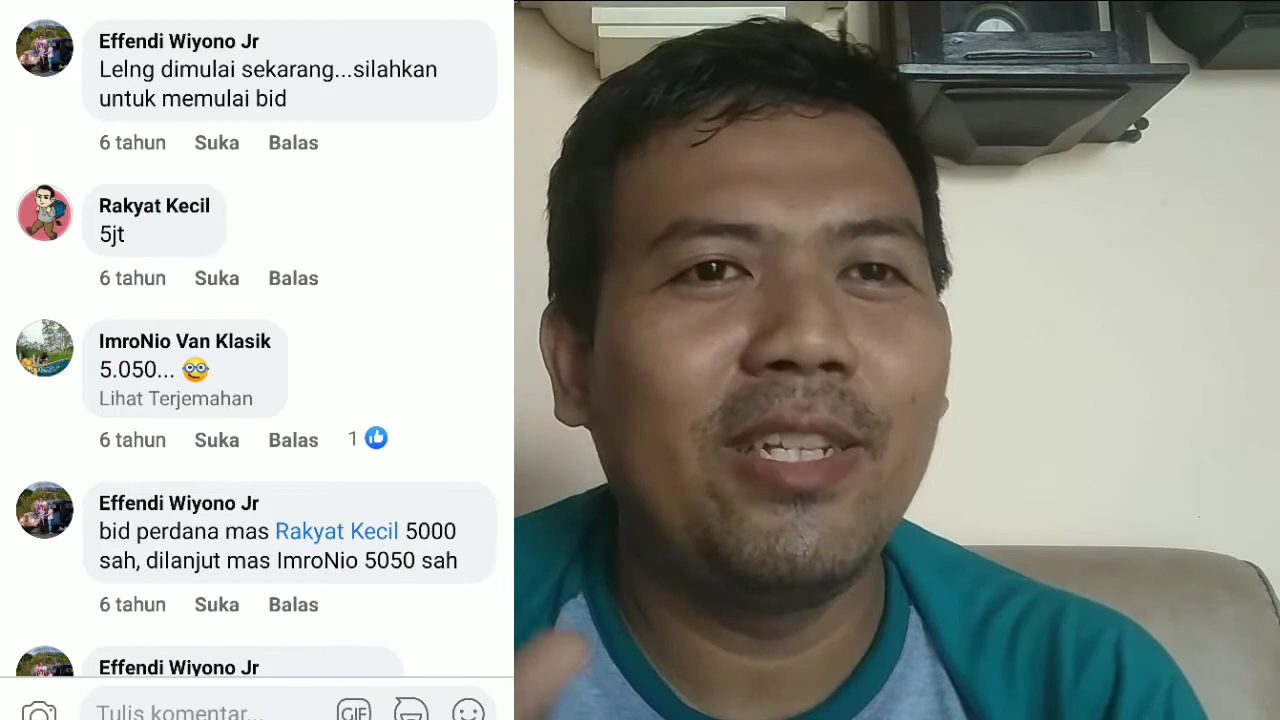 Effendi Wiyono Jr
Lelng dimulai sekarang...silahkan
untuk memulai bid
6 tahun Suka Balas
Rakyat Kecil
5jt
6 tahun Suka Balas
ImroNio Van Klasik
5.050... 🤓
Lihat Terjemahan
6 tahun Suka Balas 1
Effendi Wiyono Jr
bid perdana mas Rakyat Kecil 5000
sah, dilanjut mas ImroNio 5050 sah
6 tahun Suka Balas
Effendi Wiyono Jr
Tulis komentar... GIF